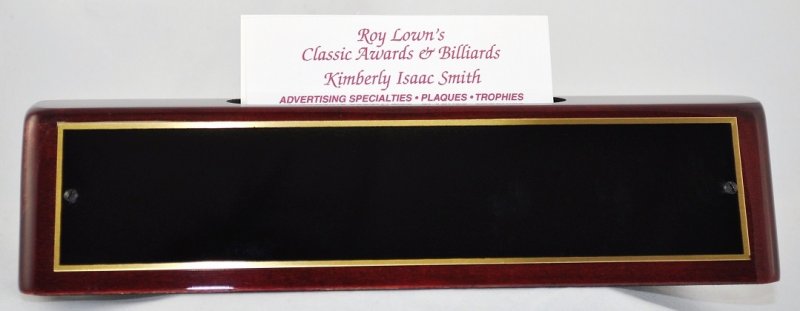 Roy Lown's
Classic Awards & Billiards
Kimberly Isaac Smith
ADVERTISING SPECIALTIES • PLAQUES • TROPHIES